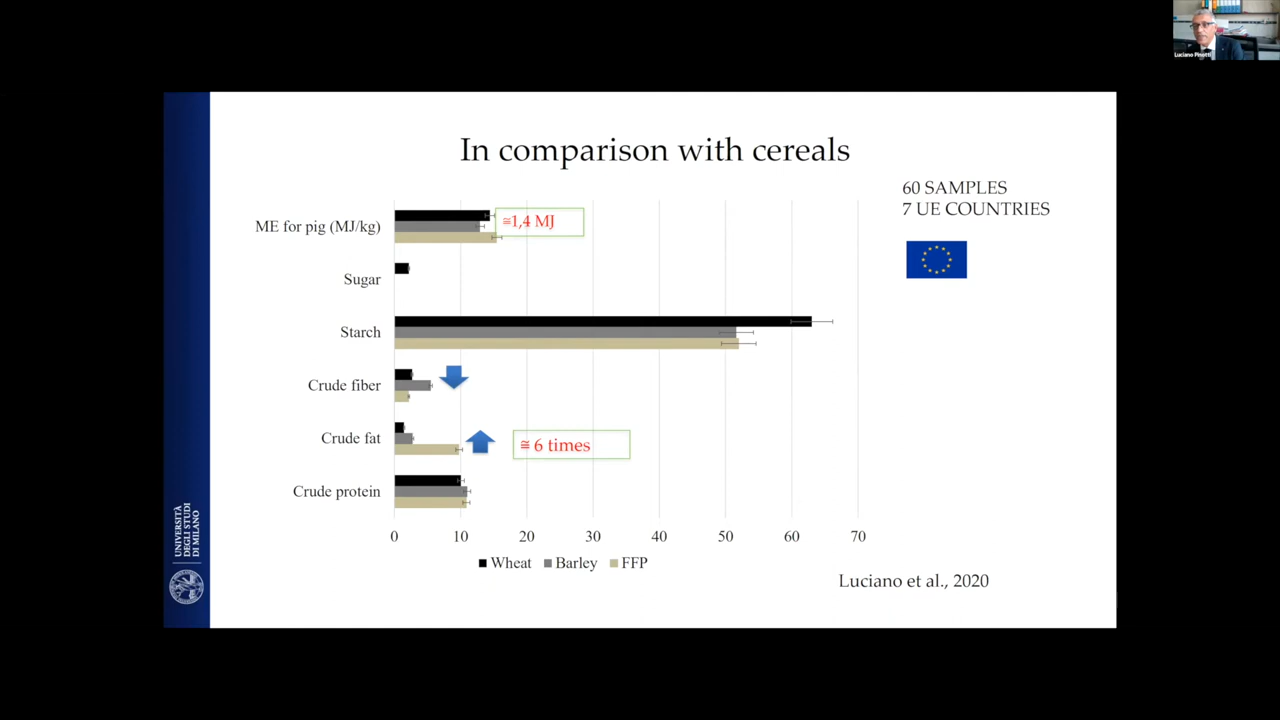 Luciano Pinotti
In comparison with cereals
60 SAMPLES
7 UE COUNTRIES
ME for pig (MJ/kg)
≅1,4 MJ
Sugar
Starch
Crude fiber
Crude fat
≅ 6 times
Crude protein
0 10 20 30 40 50 60 70
Wheat Barley FFP
Luciano et al., 2020
UNIVERSITÀ
DEGLI STUDI
DI MILANO